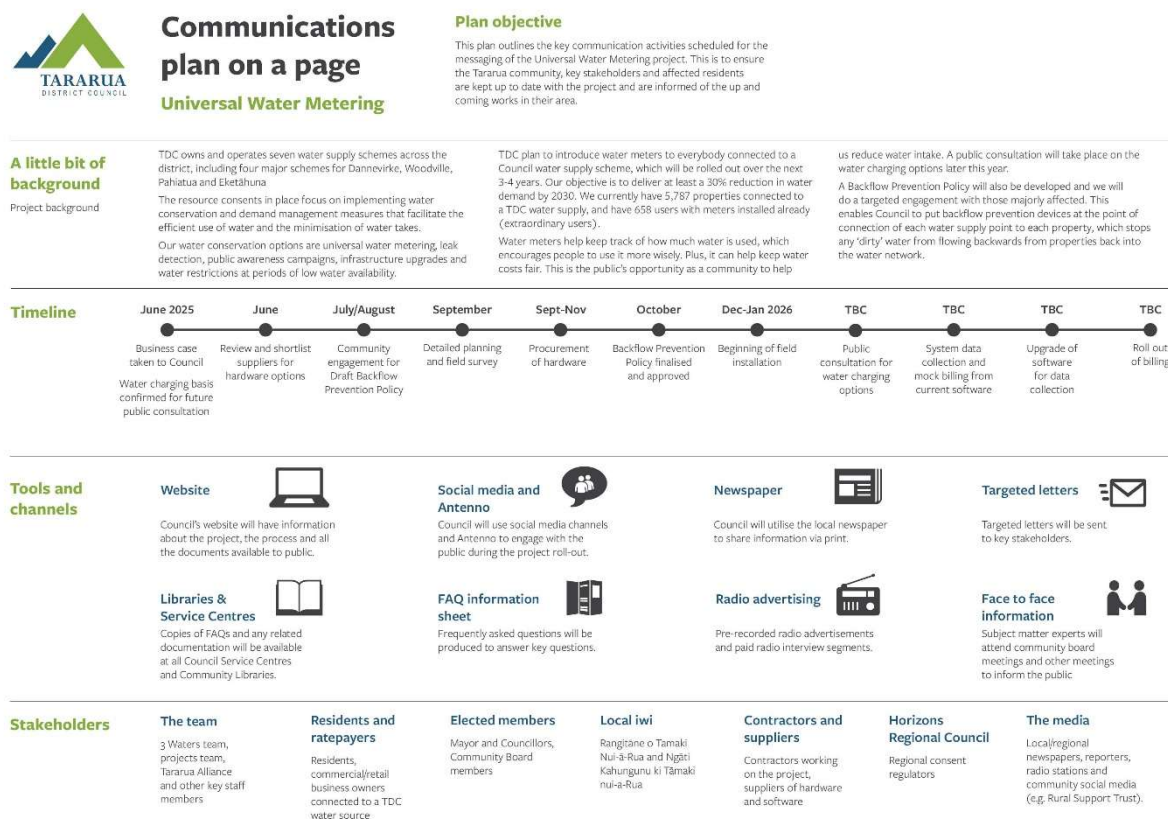 TARARUA
DISTRICT COUNCIL
Communications
plan on a page
Universal Water Metering
Plan objective
This plan outlines the key communication activities scheduled for the
messaging of the Universal Water Metering project. This is to ensure
the Tararua community, key stakeholders and affected residents
are kept up to date with the project and are informed of the up and
coming works in their area.
A little bit of
background
Project background
TDC owns and operates seven water supply schemes across the
district, including four major schemes for Dannevirke, Woodville,
Pahiatua and Eketāhuna
The resource consents in place focus on implementing water
conservation and demand management measures that facilitate the
efficient use of water and the minimisation of water takes.
Our water conservation options are universal water metering, leak
detection, public awareness campaigns, infrastructure upgrades and
water restrictions at periods of low water availability.
TDC plan to introduce water meters to everybody connected to a
Council water supply scheme, which will be rolled out over the next
3-4 years. Our objective is to deliver at least a 30% reduction in water
demand by 2030. We currently have 5,787 properties connected to
a TDC water supply, and have 658 users with meters installed already
(extraordinary users).
Water meters help keep track of how much water is used, which
encourages people to use it more wisely. Plus, it can help keep water
costs fair. This is the public's opportunity as a community to help
us reduce water intake. A public consultation will take place on the
water charging options later this year.
A Backflow Prevention Policy will also be developed and we will
do a targeted engagement with those majorly affected. This
enables Council to put backflow prevention devices at the point of
connection of each water supply point to each property, which stops
any 'dirty' water from flowing backwards from properties back into
the water network.
Timeline
June 2025
Business case
taken to Council
Water charging basis
confirmed for future
public consultation
June
Review and shortlist
suppliers for
hardware options
July/August
Community
engagement for
Draft Backflow
Prevention Policy
September
Detailed planning
and field survey
Sept-Nov
Procurement
of hardware
October
Backflow Prevention
Policy finalised
and approved
Dec-Jan 2026
Beginning of field
installation
TBC
Public
consultation for
water charging
options
TBC
System data
collection and
mock billing from
current software
TBC
Upgrade of
software
for data
collection
TBC
Roll out
of billing
Tools and
channels
Website
Council's website will have information
about the project, the process and all
the documents available to public.
Social media and
Antenno
Council will use social media channels
and Antenno to engage with the
public during the project roll-out.
Newspaper
Council will utilise the local newspaper
to share information via print.
Targeted letters
Targeted letters will be sent
to key stakeholders.
Libraries &
Service Centres
Copies of FAQs and any related
documentation will be available
at all Council Service Centres
and Community Libraries.
FAQ information
sheet
Frequently asked questions will be
produced to answer key questions.
Radio advertising
Pre-recorded radio advertisements
and paid radio interview segments.
Face to face
information
Subject matter experts will
attend community board
meetings and other meetings
to inform the public
Stakeholders
The team
3 Waters team,
projects team,
Tararua Alliance
and other key staff
members
Residents and
ratepayers
Residents,
commercial/retail
business owners
connected to a TDC
water source
Elected members
Mayor and Councillors,
Community Board
members
Local iwi
Rangitāne o Tamaki
Nui-ā-Rua and Ngāti
Kahungunu ki Tāmaki
nui-a-Rua
Contractors and
suppliers
Contractors working
on the project,
suppliers of hardware
and software
Horizons
Regional Council
Regional consent
regulators
The media
Local/regional
newspapers, reporters,
radio stations and
community social media
(e.g. Rural Support Trust).